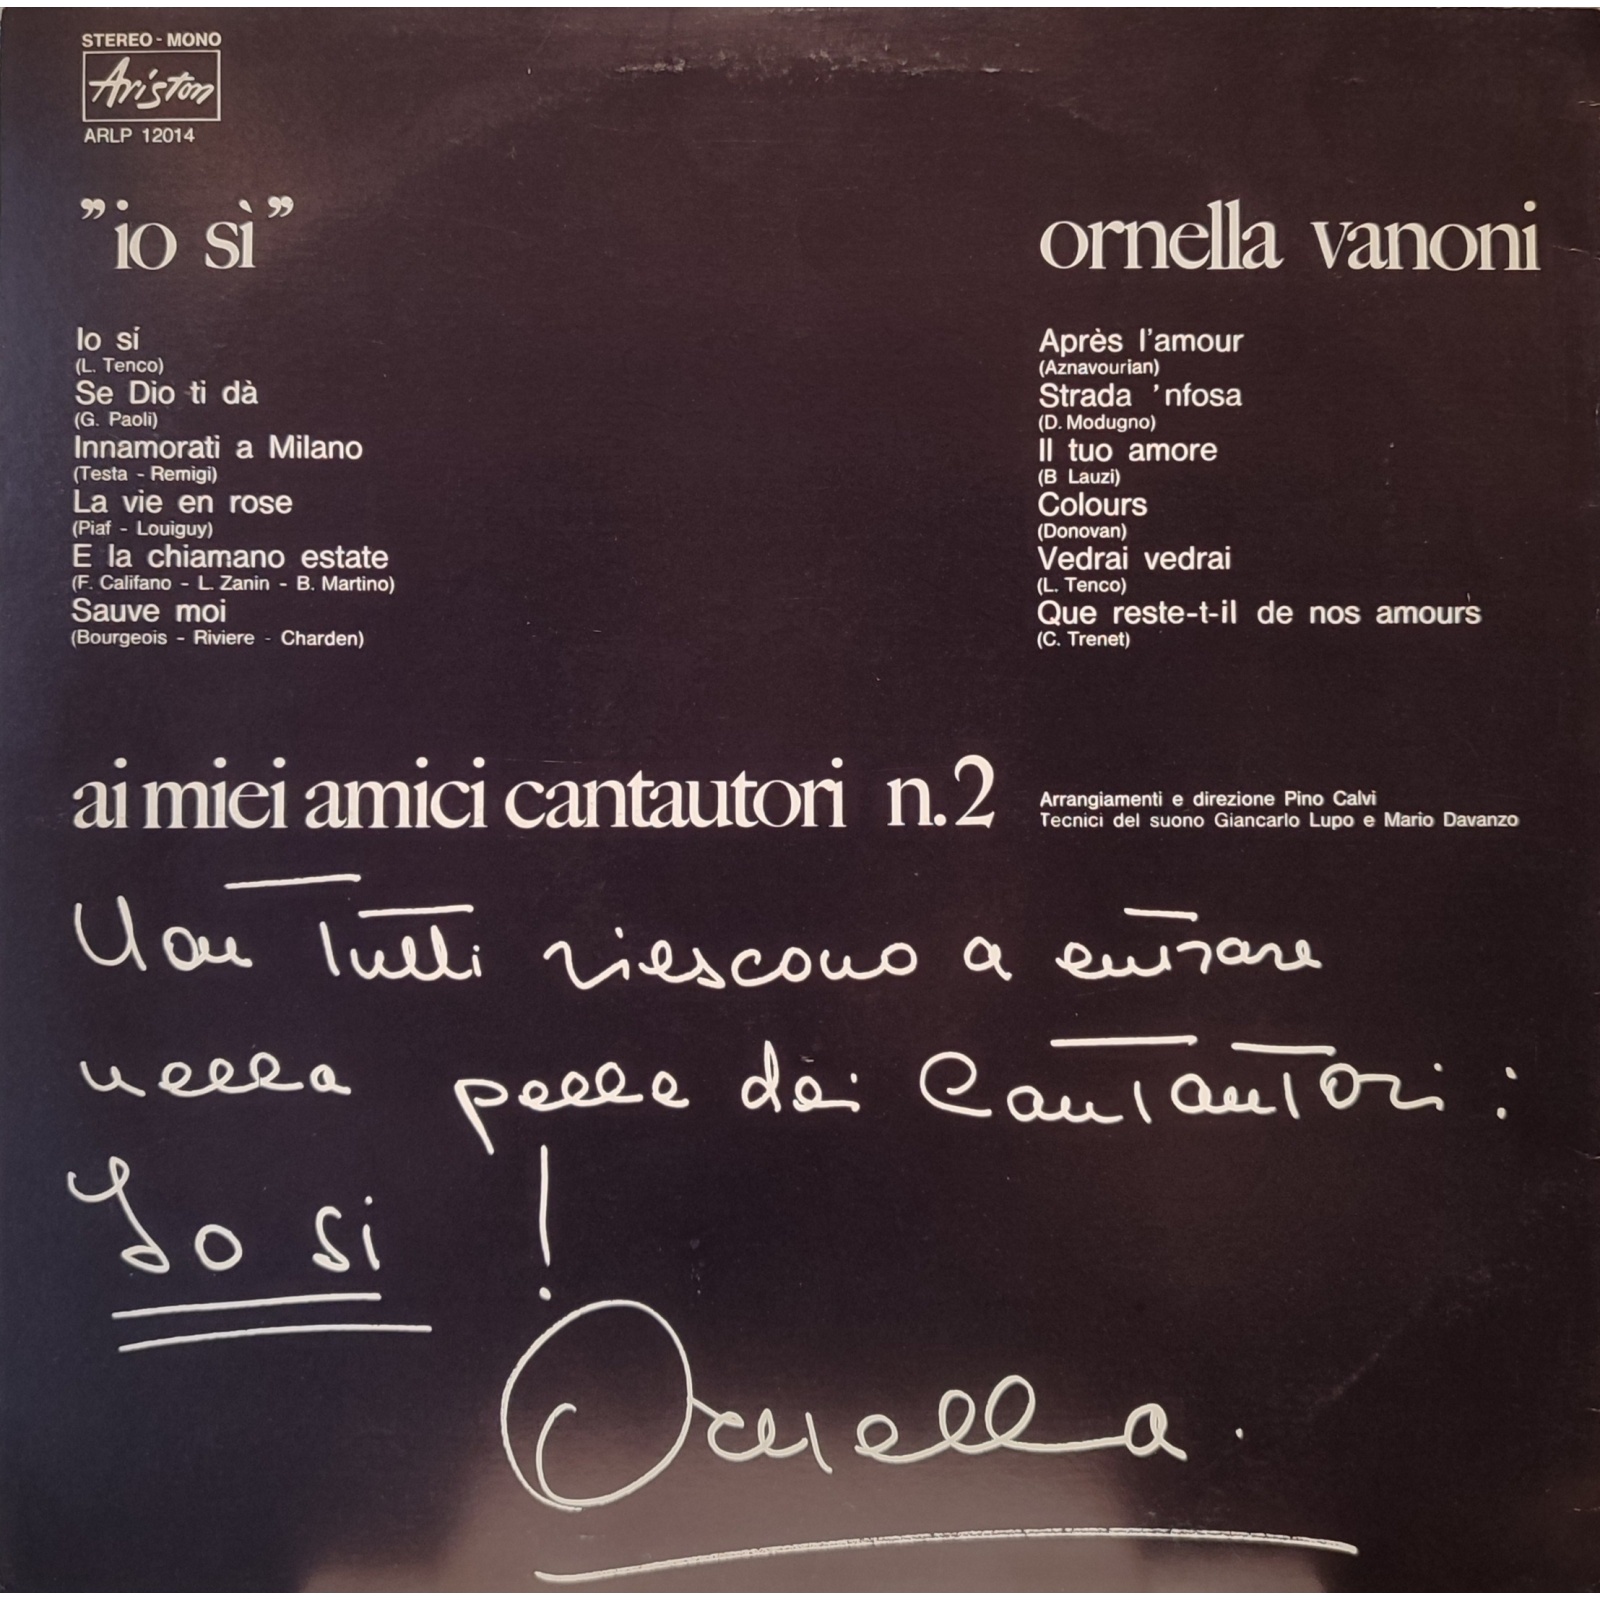 STEREO - MONO
Ariston
ARLP 12014
"io sì"
Io si
(L. Tenco)
Se Dio ti dà
(G. Paoli)
Innamorati a Milano
(Testa - Remigi)
La vie en rose
(Piaf - Louiguy)
E la chiamano estate
(F. Califano - L. Zanin - B. Martino)
Sauve moi
(Bourgeois - Riviere - Charden)
ornella vanoni
Après l'amour
(Aznavourian)
Strada 'nfosa
(D. Modugno)
Il tuo amore
(B Lauzi)
Colours
(Donovan)
Vedrai vedrai
(L. Tenco)
Que reste-t-il de nos amours
(C. Trenet)
ai miei amici cantautori n.2
Arrangiamenti e direzione Pino Calvi
Tecnici del suono Giancarlo Lupo e Mario Davanzo
Non Tutti riescono a entrare
nella pelle dei Cantautori:
Io si !
Ornella.